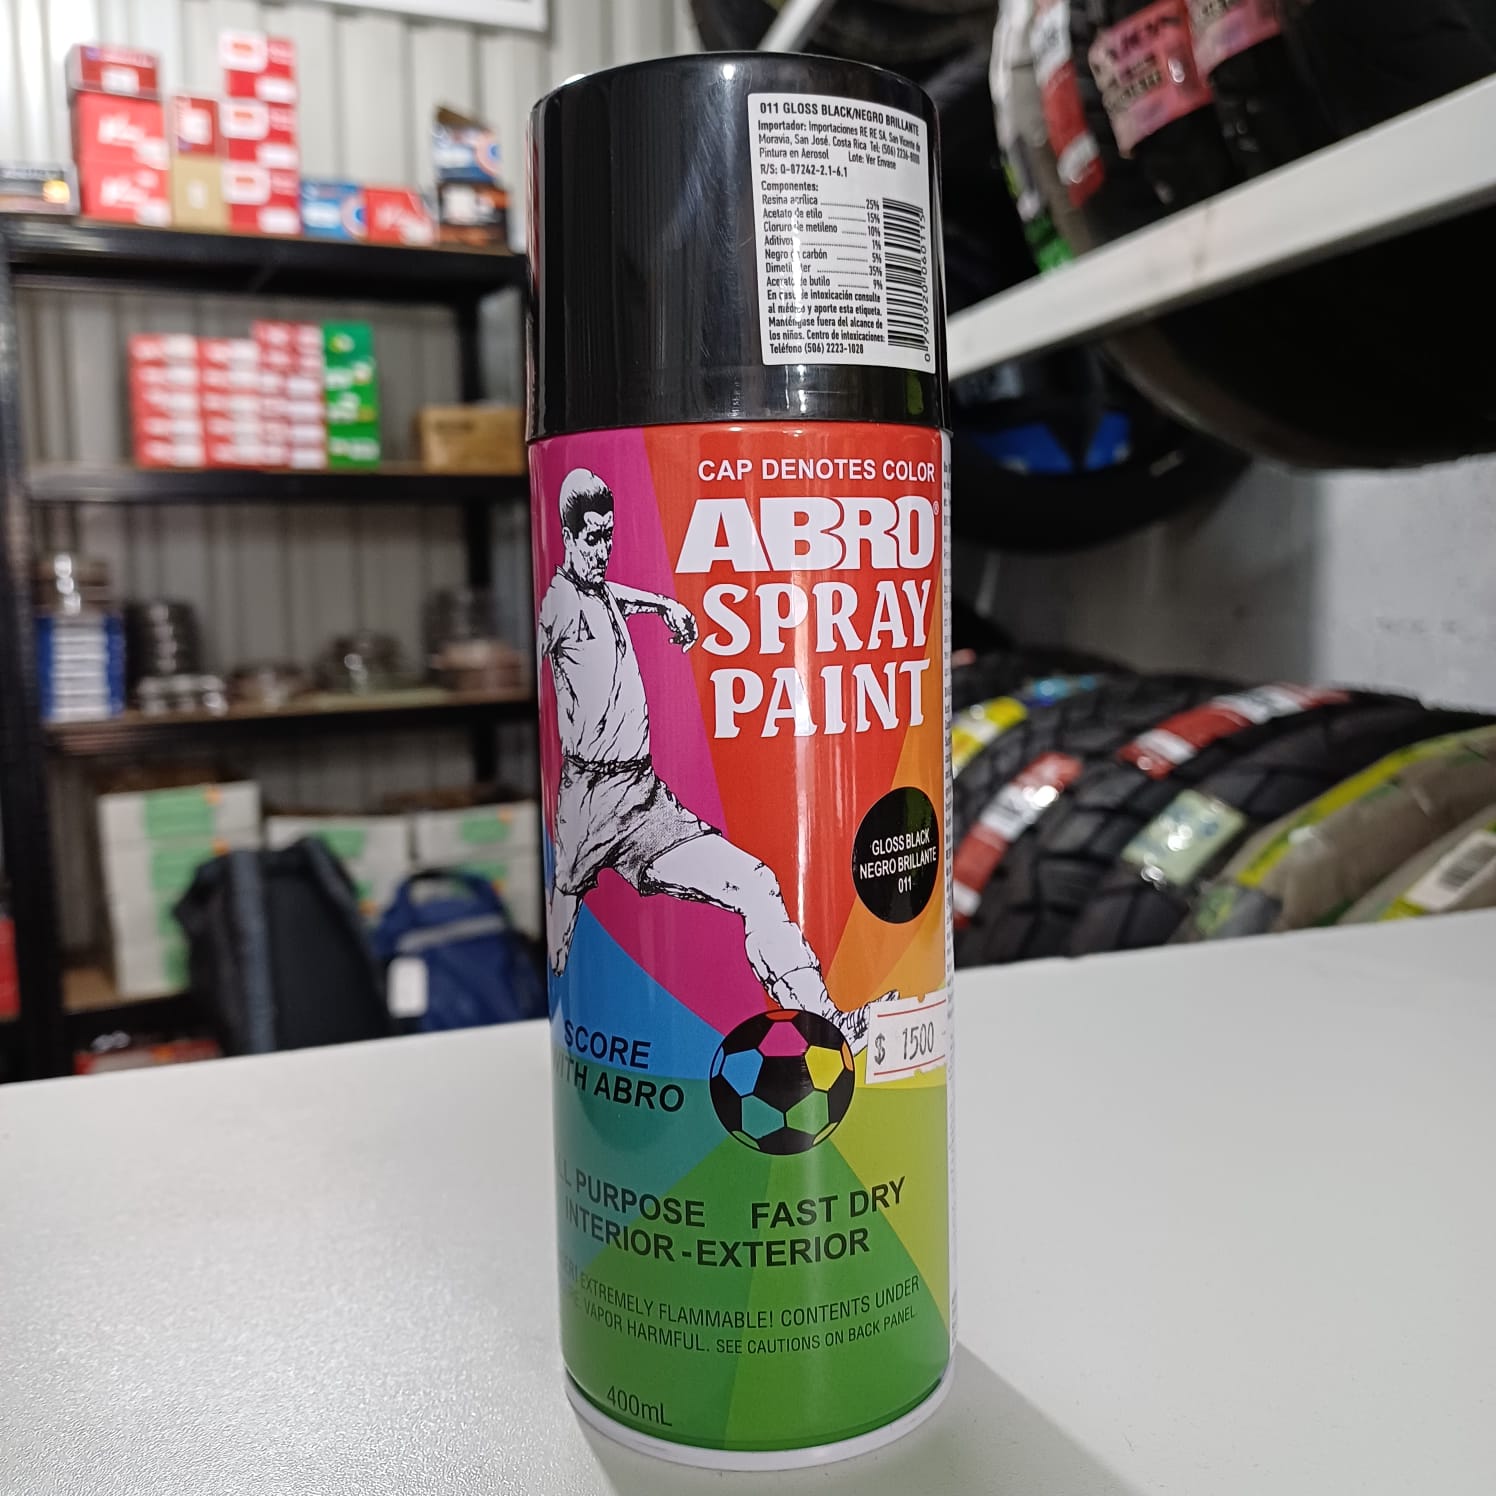 011 GLOSS BLACK/NEGRO BRILLANTE
Importador: Importaciones RE RE SA, San Vicente de
Moravia, San José, Costa Rica Tel: (506) 2236-8080
Pintura en Aerosol Lote: Ver Envase
R/S: Q-87242-2.1-6.1
Componentes:
Resina acrílica 25%
Acetato de etilo 15%
Cloruro de metileno 10%
Aditivos 1%
Negro de carbón 5%
Dimetil eter 35%
Acetato de butilo 9%
En caso de intoxicación consulte
al médico y aporte esta etiqueta.
Manténgase fuera del alcance de
los niños. Centro de intoxicaciones:
Teléfono (506) 2223-1028
CAP DENOTES COLOR
ABRO®
SPRAY
PAINT
A
GLOSS BLACK
NEGRO BRILLANTE
011
$ 1500
SCORE
WITH ABRO
PURPOSE FAST DRY
INTERIOR-EXTERIOR
EXTREMELY FLAMMABLE! CONTENTS UNDER
VAPOR HARMFUL. SEE CAUTIONS ON BACK PANEL.
400mL